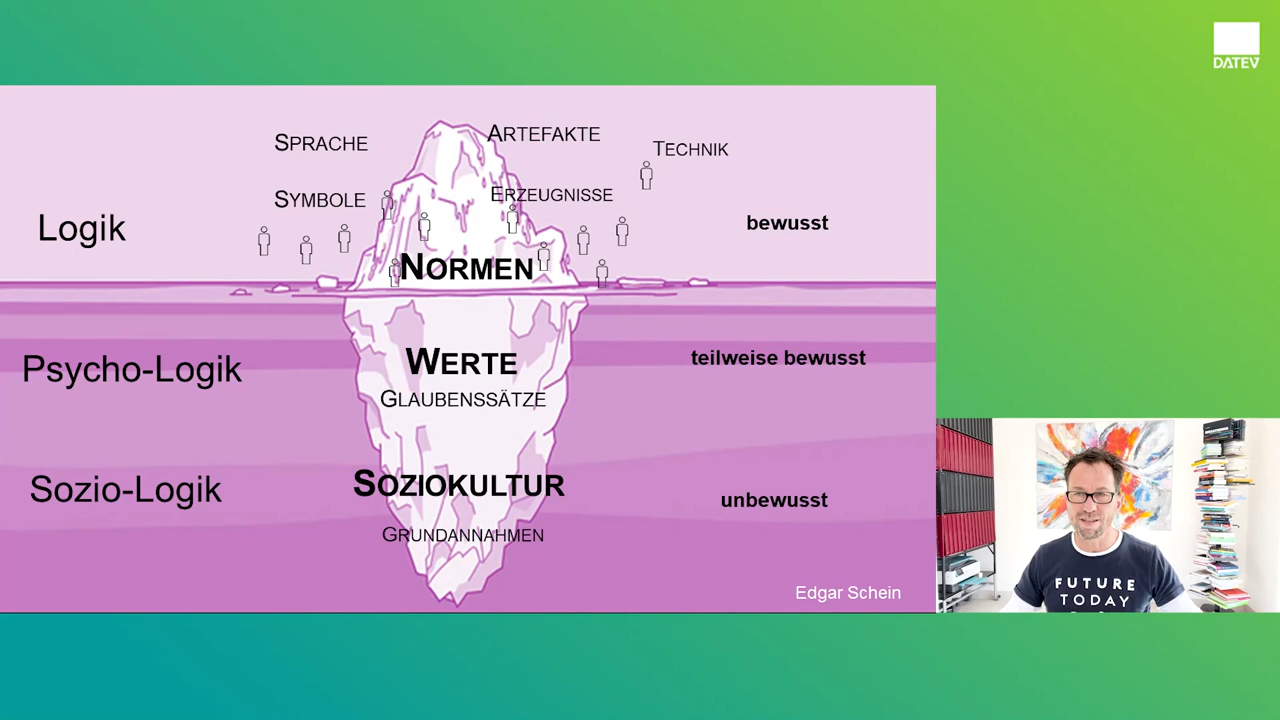 DATEV
SPRACHE
ARTEFAKTE
TECHNIK
SYMBOLE
ERZEUGNISSE
Logik
bewusst
NORMEN
Psycho-Logik
WERTE
teilweise bewusst
GLAUBENSSÄTZE
Sozio-Logik
SOZIOKULTUR
unbewusst
GRUNDANNAHMEN
Edgar Schein
FUTURE
TODAY